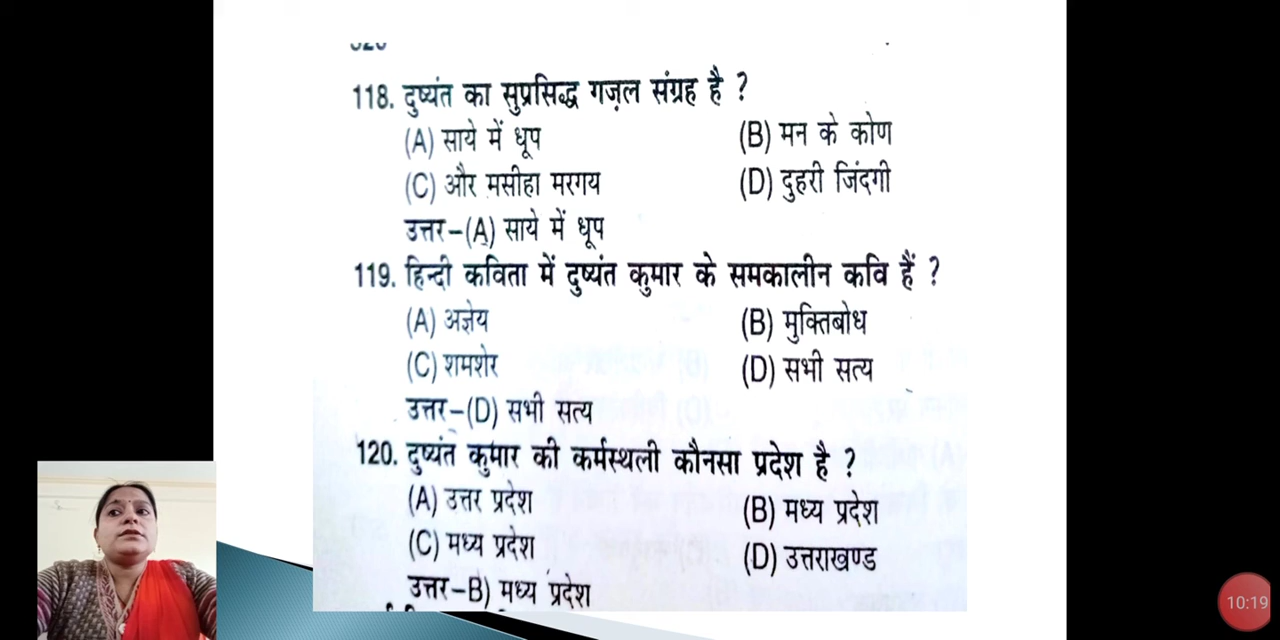 118. दुष्यंत का सुप्रसिद्ध गज़ल संग्रह है ?
(A) साये में धूप (B) मन के कोण
(C) और मसीहा मरगय (D) दुहरी जिंदगी
उत्तर–(A) साये में धूप
119. हिन्दी कविता में दुष्यंत कुमार के समकालीन कवि हैं ?
(A) अज्ञेय (B) मुक्तिबोध
(C) शमशेर (D) सभी सत्य
उत्तर–(D) सभी सत्य
120. दुष्यंत कुमार की कर्मस्थली कौनसा प्रदेश है ?
(A) उत्तर प्रदेश (B) मध्य प्रदेश
(C) मध्य प्रदेश (D) उत्तराखण्ड
उत्तर–B) मध्य प्रदेश
10:19